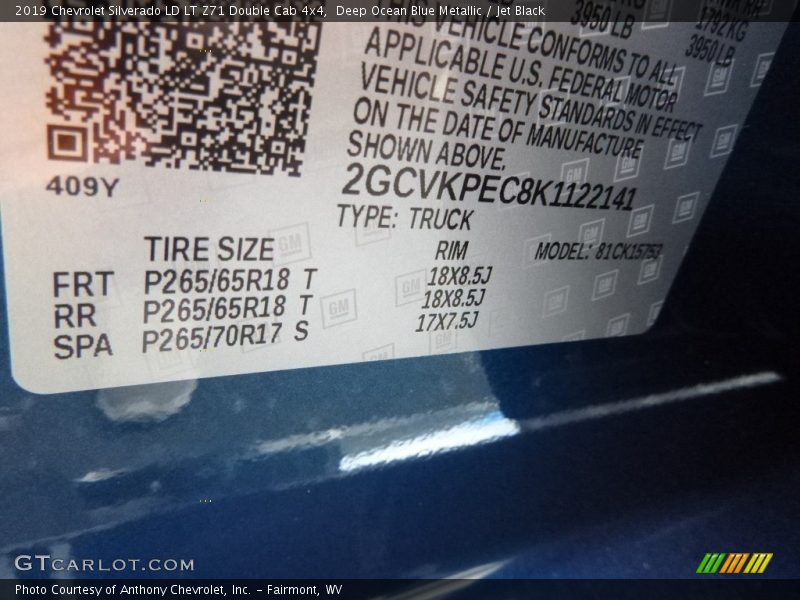 2019 Chevrolet Silverado LD LT Z71 Double Cab 4x4, Deep Ocean Blue Metallic / Jet Black
3950 LB
1792 KG
3950 LB
VEHICLE CONFORMS TO ALL
APPLICABLE U.S. FEDERAL MOTOR
VEHICLE SAFETY STANDARDS IN EFFECT
ON THE DATE OF MANUFACTURE
SHOWN ABOVE.
409Y
2GCVKPEC8K1122141
TYPE: TRUCK
TIRE SIZE RIM MODEL: 81CK15753
FRT P265/65R18 T 18X8.5J
RR P265/65R18 T 18X8.5J
SPA P265/70R17 S 17X7.5J
GM
GTCARLOT.COM
Photo Courtesy of Anthony Chevrolet, Inc. – Fairmont, WV